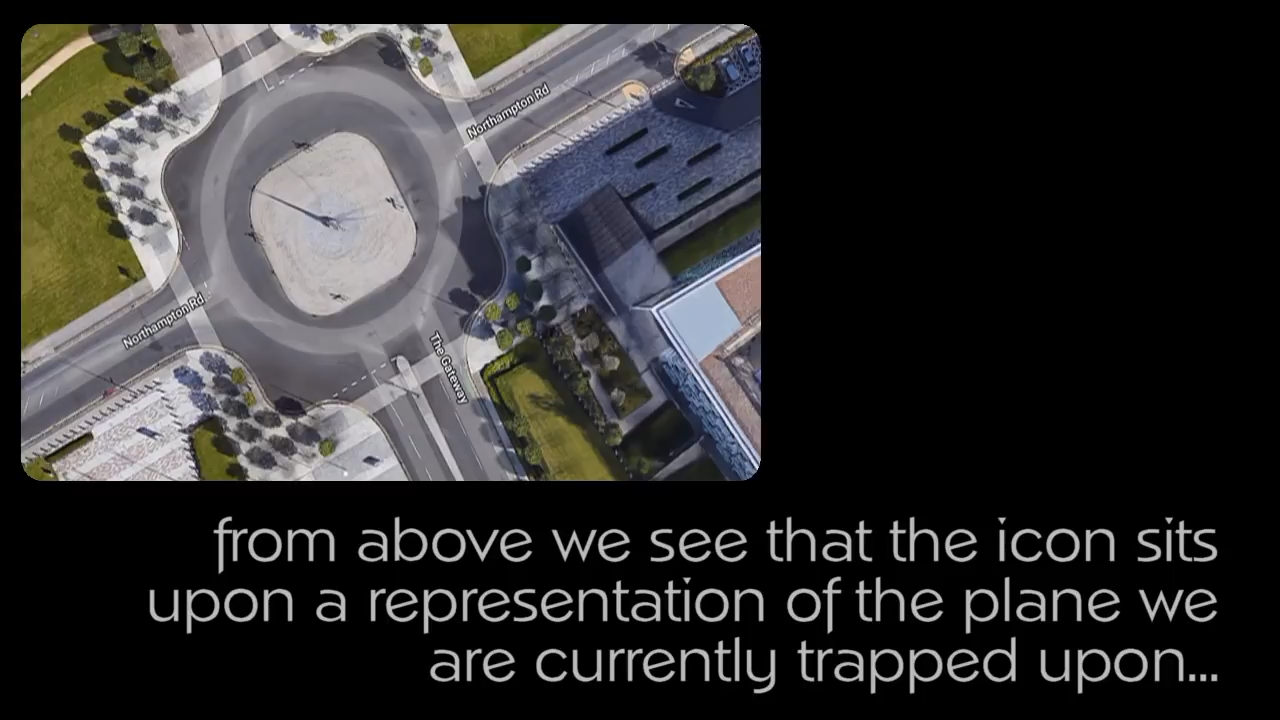 Northampton Rd
Northampton Rd
The Gateway
from above we see that the icon sits
upon a representation of the plane we
are currently trapped upon...